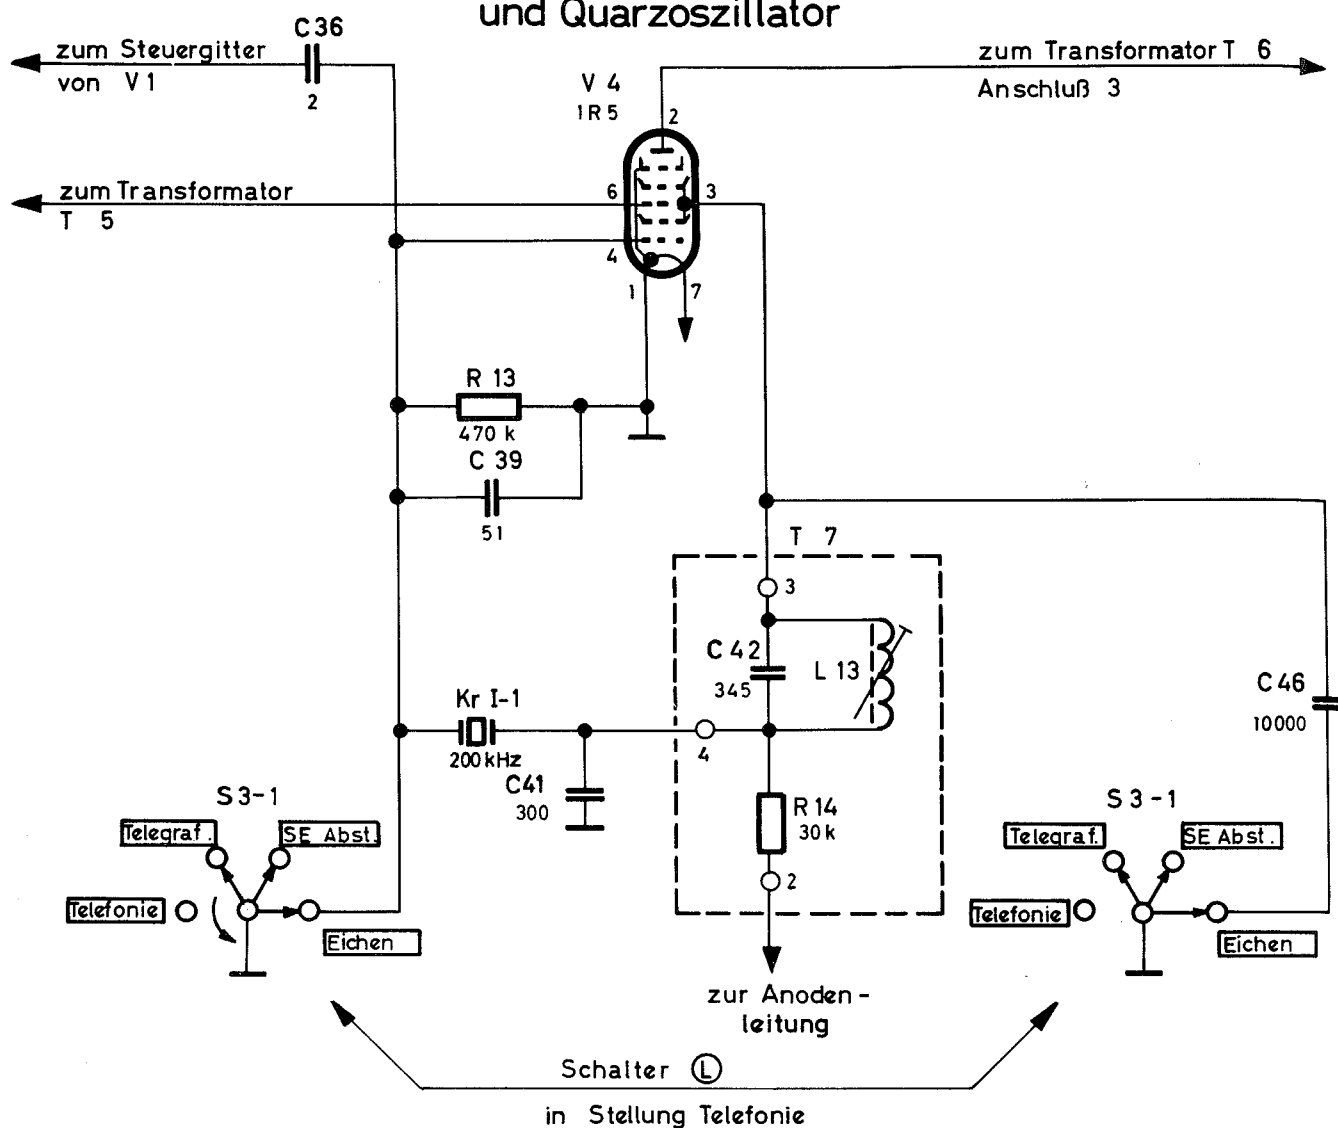 und Quarzoszillator
C 36
zum Steuergitter
von V 1
2
zum Transformator T 6
Anschluß 3
V 4
1R5
2
zum Transformator
T 5
6
3
4
1
7
R 13
470 k
C 39
51
T 7
3
C 42
345
L 13
C 46
10000
Kr I-1
200 kHz
4
C41
300
R 14
30 k
2
S 3-1
Telegraf.
SE Abst.
Telefonie
Eichen
S 3-1
Telegraf.
SE Abst.
Telefonie
Eichen
zur Anoden-
leitung
Schalter L
in Stellung Telefonie